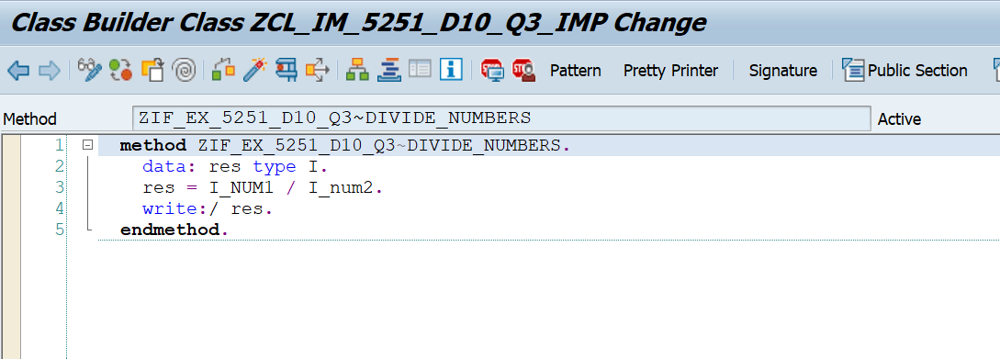 Class Builder Class ZCL_IM_5251_D10_Q3_IMP Change
Pattern Pretty Printer Signature Public Section
Method ZIF_EX_5251_D10_Q3~DIVIDE_NUMBERS Active
1 method ZIF_EX_5251_D10_Q3~DIVIDE_NUMBERS.
2 data: res type I.
3 res = I_NUM1 / I_num2.
4 write:/ res.
5 endmethod.